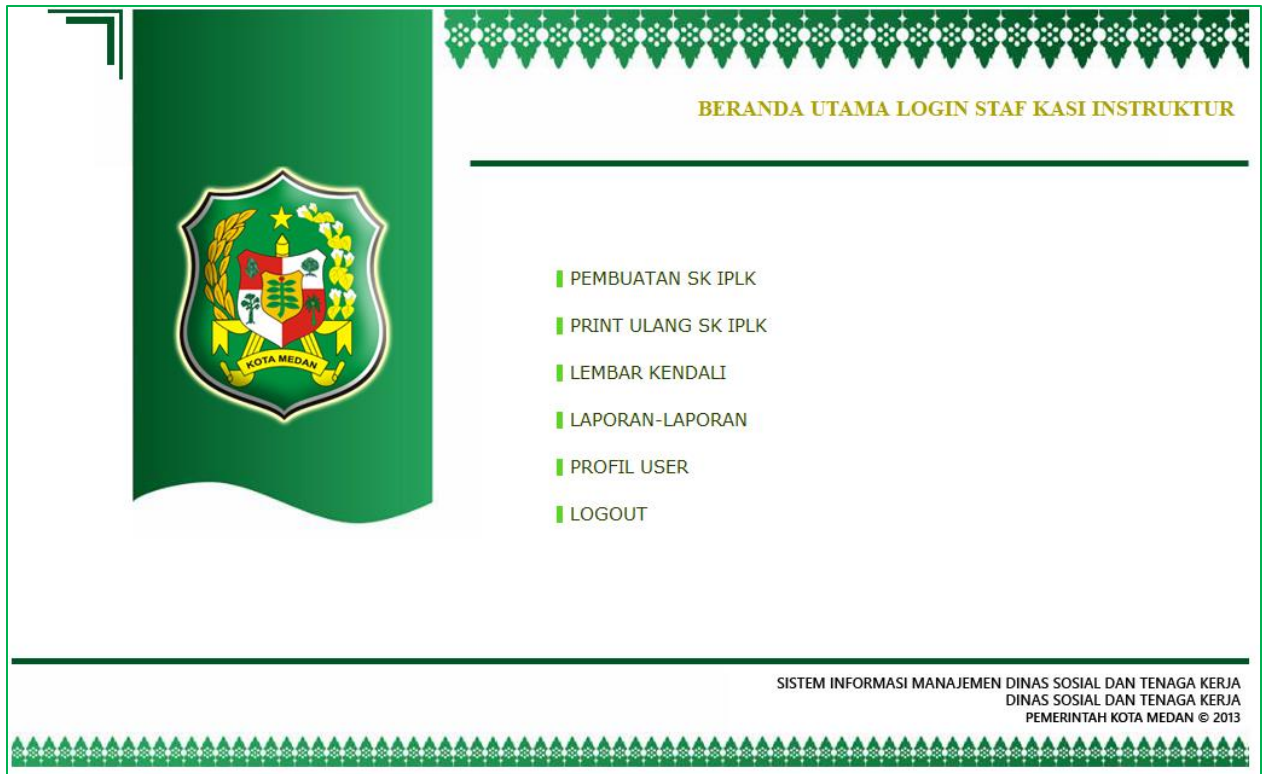 BERANDA UTAMA LOGIN STAF KASI INSTRUKTUR
KOTA MEDAN
PEMBUATAN SK IPLK
PRINT ULANG SK IPLK
LEMBAR KENDALI
LAPORAN-LAPORAN
PROFIL USER
LOGOUT
SISTEM INFORMASI MANAJEMEN DINAS SOSIAL DAN TENAGA KERJA
DINAS SOSIAL DAN TENAGA KERJA
PEMERINTAH KOTA MEDAN © 2013